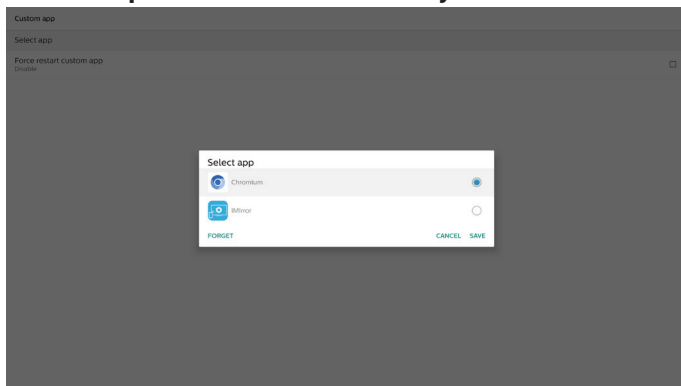 Custom app
Select app
Force restart custom app
Disable
Select app
Chromium
iMirror
FORGET
CANCEL SAVE